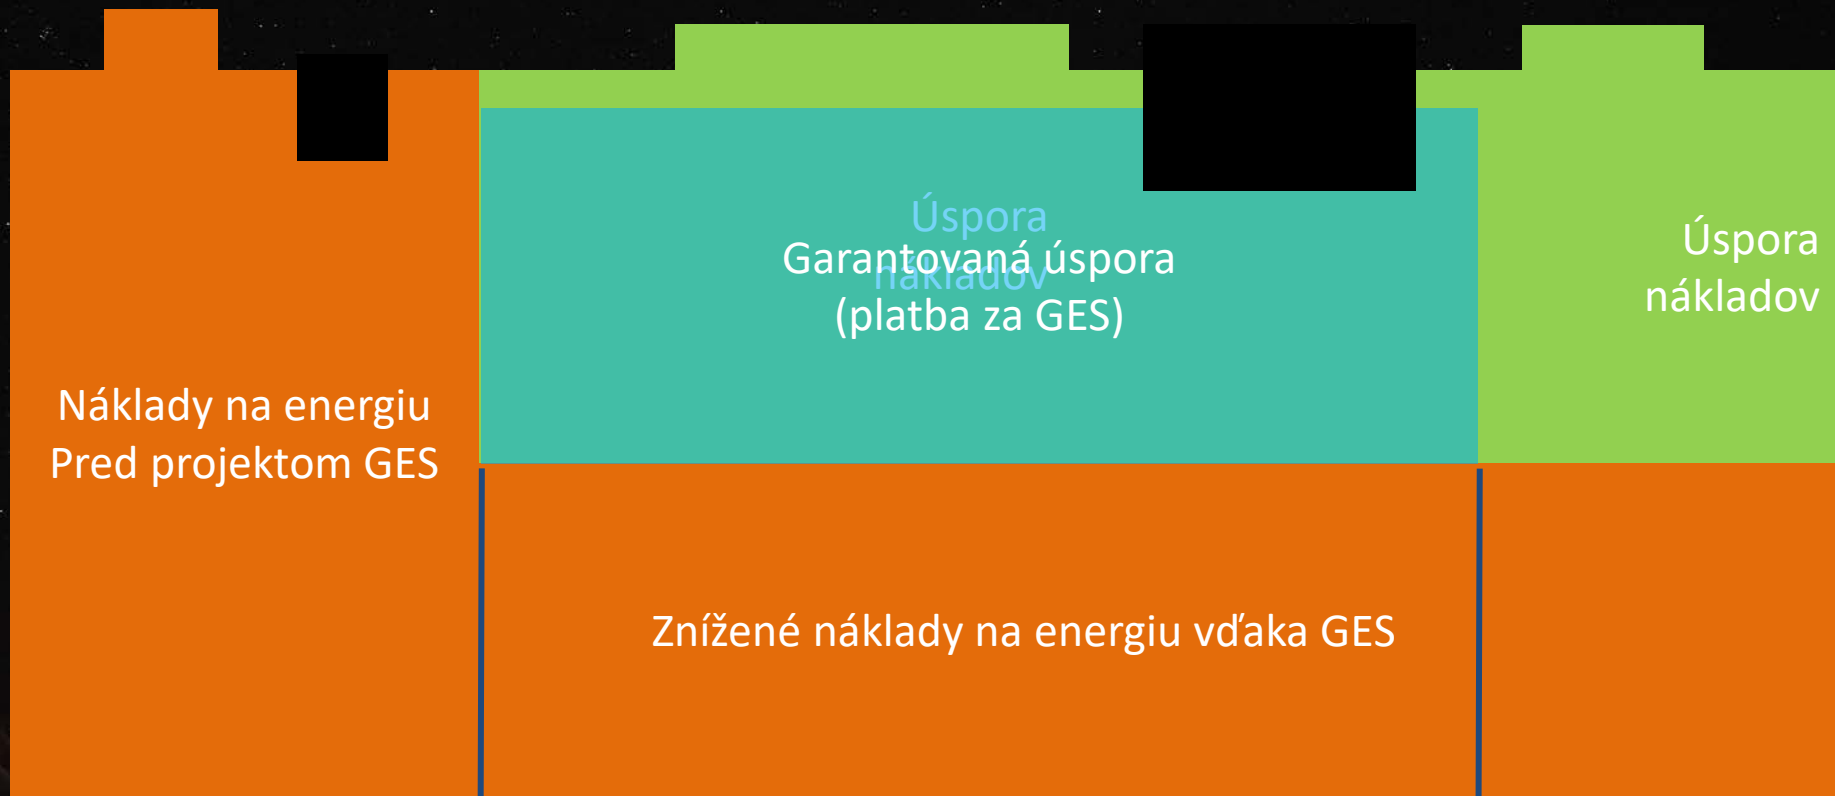 Náklady na energiu
Pred projektom GES
Úspora
nákladov
Garantovaná úspora
(platba za GES)
Úspora
nákladov
Znížené náklady na energiu vďaka GES